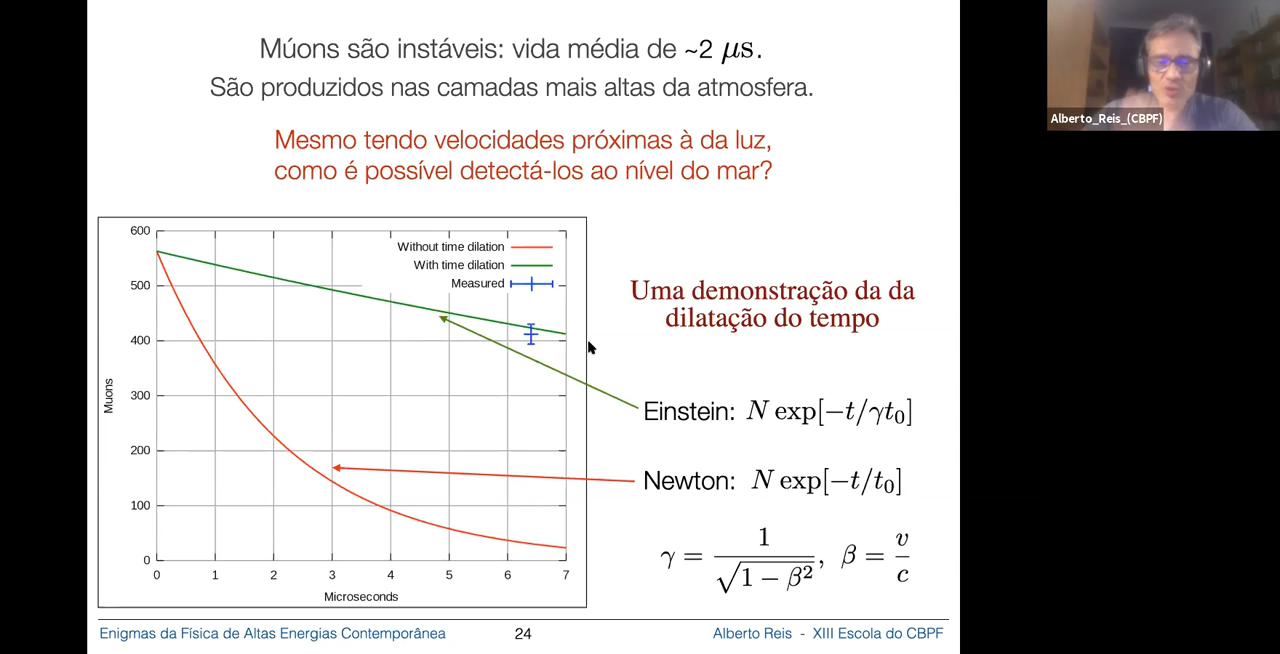 Múons são instáveis: vida média de ~2 μs.
São produzidos nas camadas mais altas da atmosfera.
Mesmo tendo velocidades próximas à da luz,
como é possível detectá-los ao nível do mar?
Alberto_Reis_(CBPF)
600
500
400
300
200
100
0
Muons
Without time dilation
With time dilation
Measured
0 1 2 3 4 5 6 7
Microseconds
Uma demonstração da da
dilatação do tempo
Einstein: N exp[−t/γt₀]
Newton: N exp[−t/t₀]
γ = 1/√(1 − β²), β = v/c
Enigmas da Física de Altas Energias Contemporânea 24 Alberto Reis - XIII Escola do CBPF